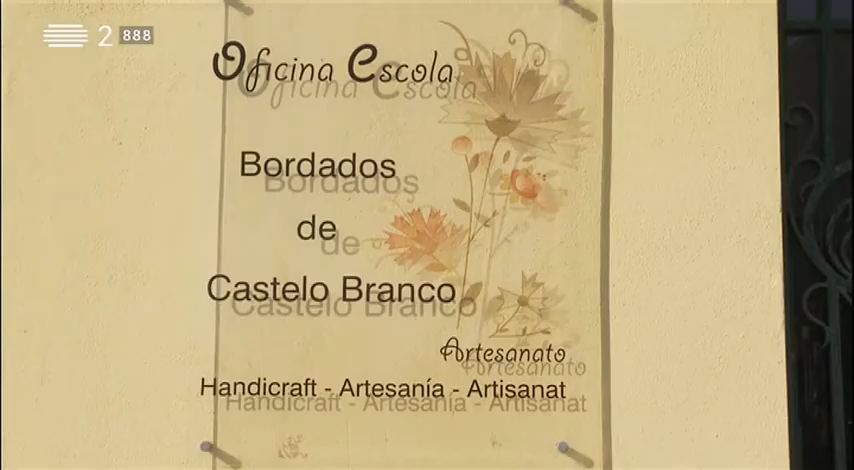 2 888
Oficina Escola
Bordados
de
Castelo Branco
Artesanato
Handicraft - Artesanía - Artisanat